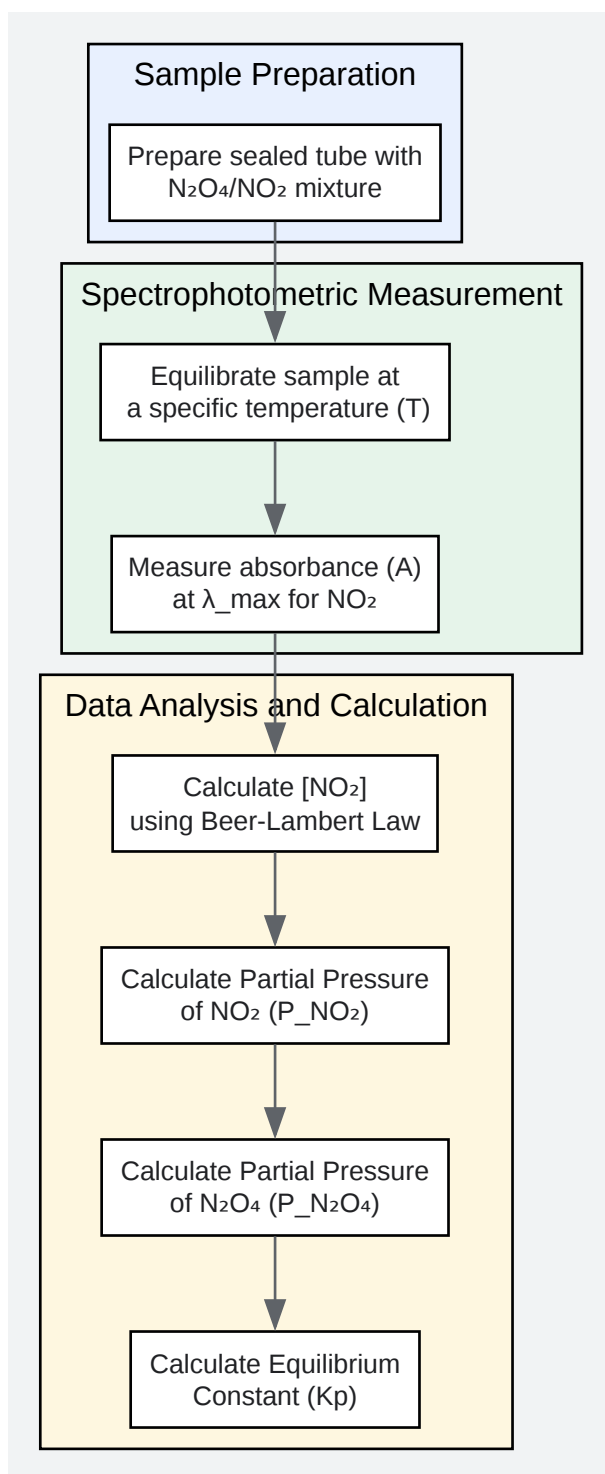 Sample Preparation
Prepare sealed tube with
N₂O₄/NO₂ mixture
Spectrophotometric Measurement
Equilibrate sample at
a specific temperature (T)
Measure absorbance (A)
at λ_max for NO₂
Data Analysis and Calculation
Calculate [NO₂]
using Beer-Lambert Law
Calculate Partial Pressure
of NO₂ (P_NO₂)
Calculate Partial Pressure
of N₂O₄ (P_N₂O₄)
Calculate Equilibrium
Constant (Kp)